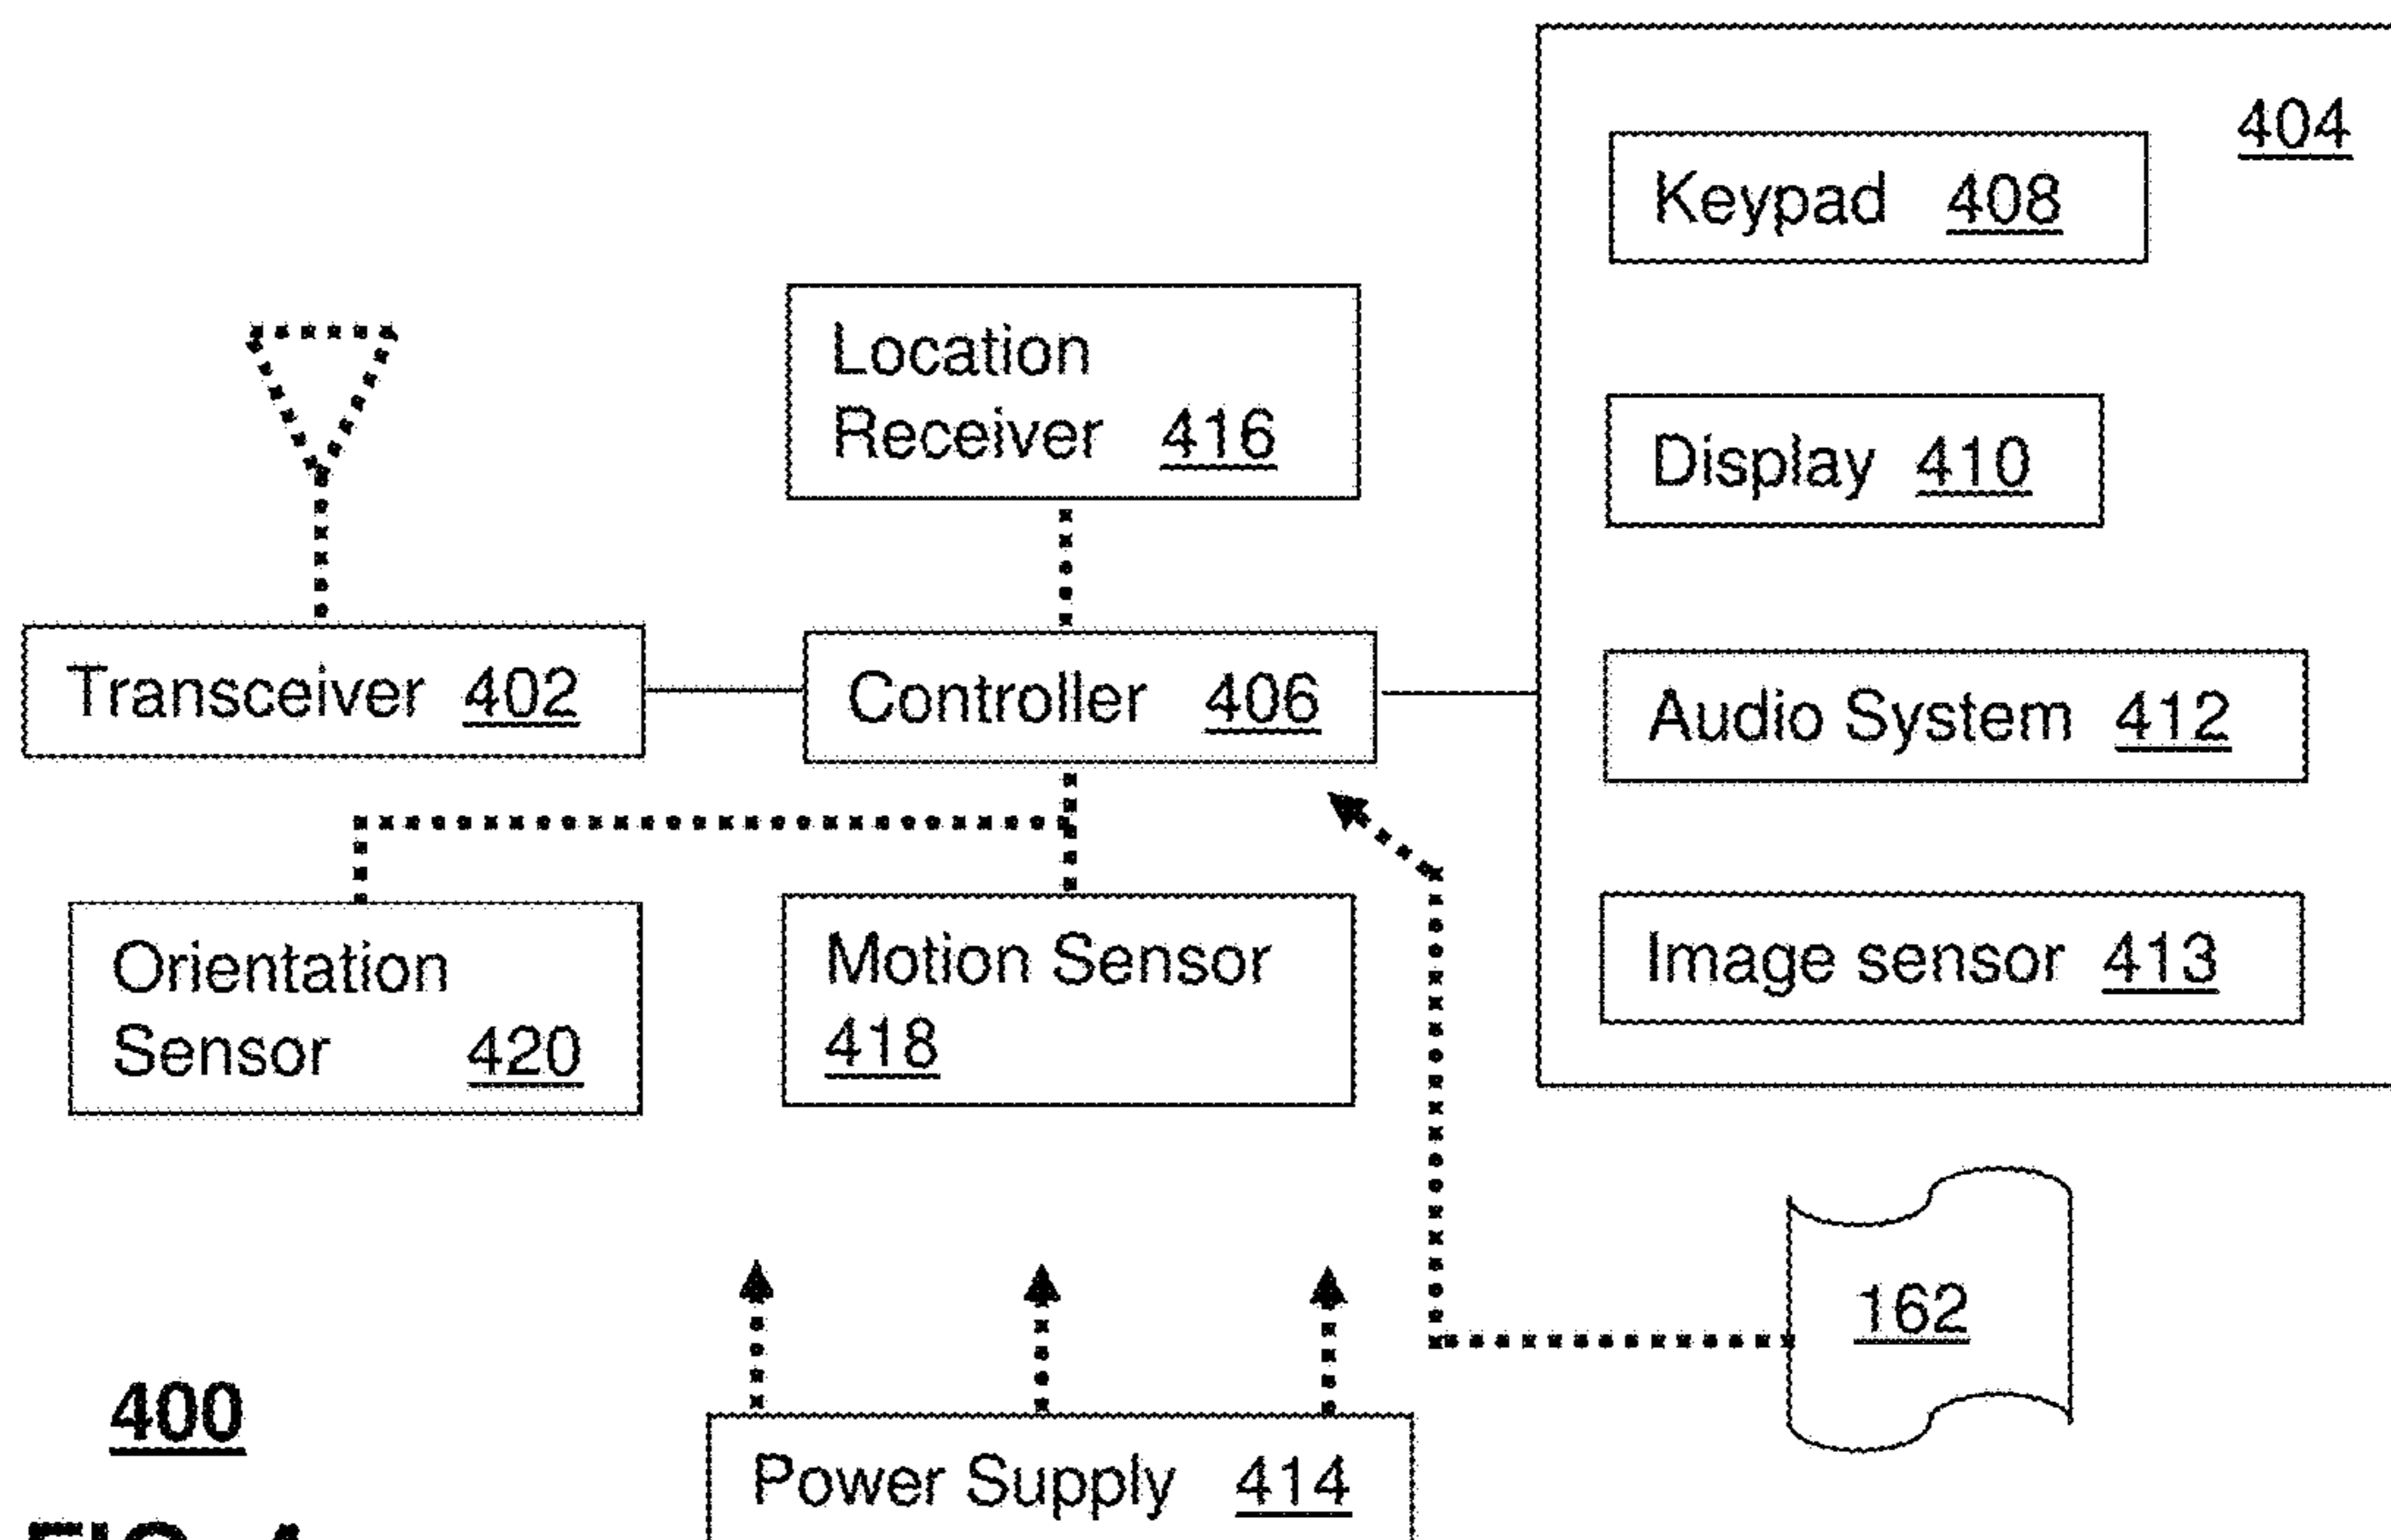 404
Keypad 408
Location
Receiver 416
Display 410
Transceiver 402
Controller 406
Audio System 412
Orientation
Sensor 420
Motion Sensor
418
Image sensor 413
162
400
Power Supply 414